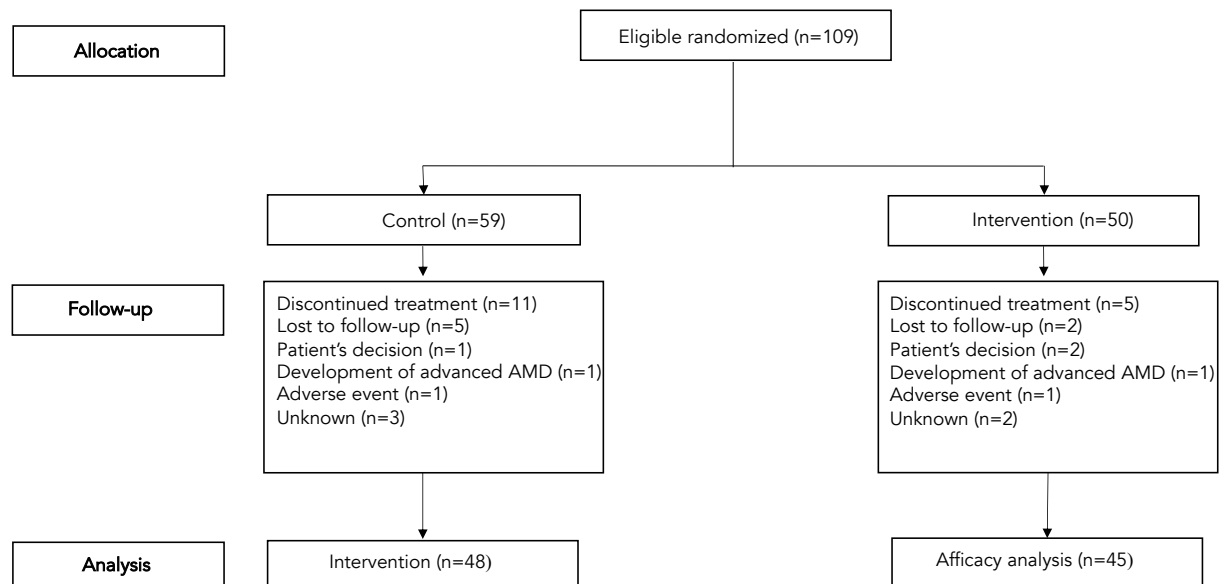 Allocation
Eligible randomized (n=109)
Control (n=59)
Intervention (n=50)
Follow-up
Discontinued treatment (n=11)
Lost to follow-up (n=5)
Patient's decision (n=1)
Development of advanced AMD (n=1)
Adverse event (n=1)
Unknown (n=3)
Discontinued treatment (n=5)
Lost to follow-up (n=2)
Patient's decision (n=2)
Development of advanced AMD (n=1)
Adverse event (n=1)
Unknown (n=2)
Analysis
Intervention (n=48)
Afficacy analysis (n=45)